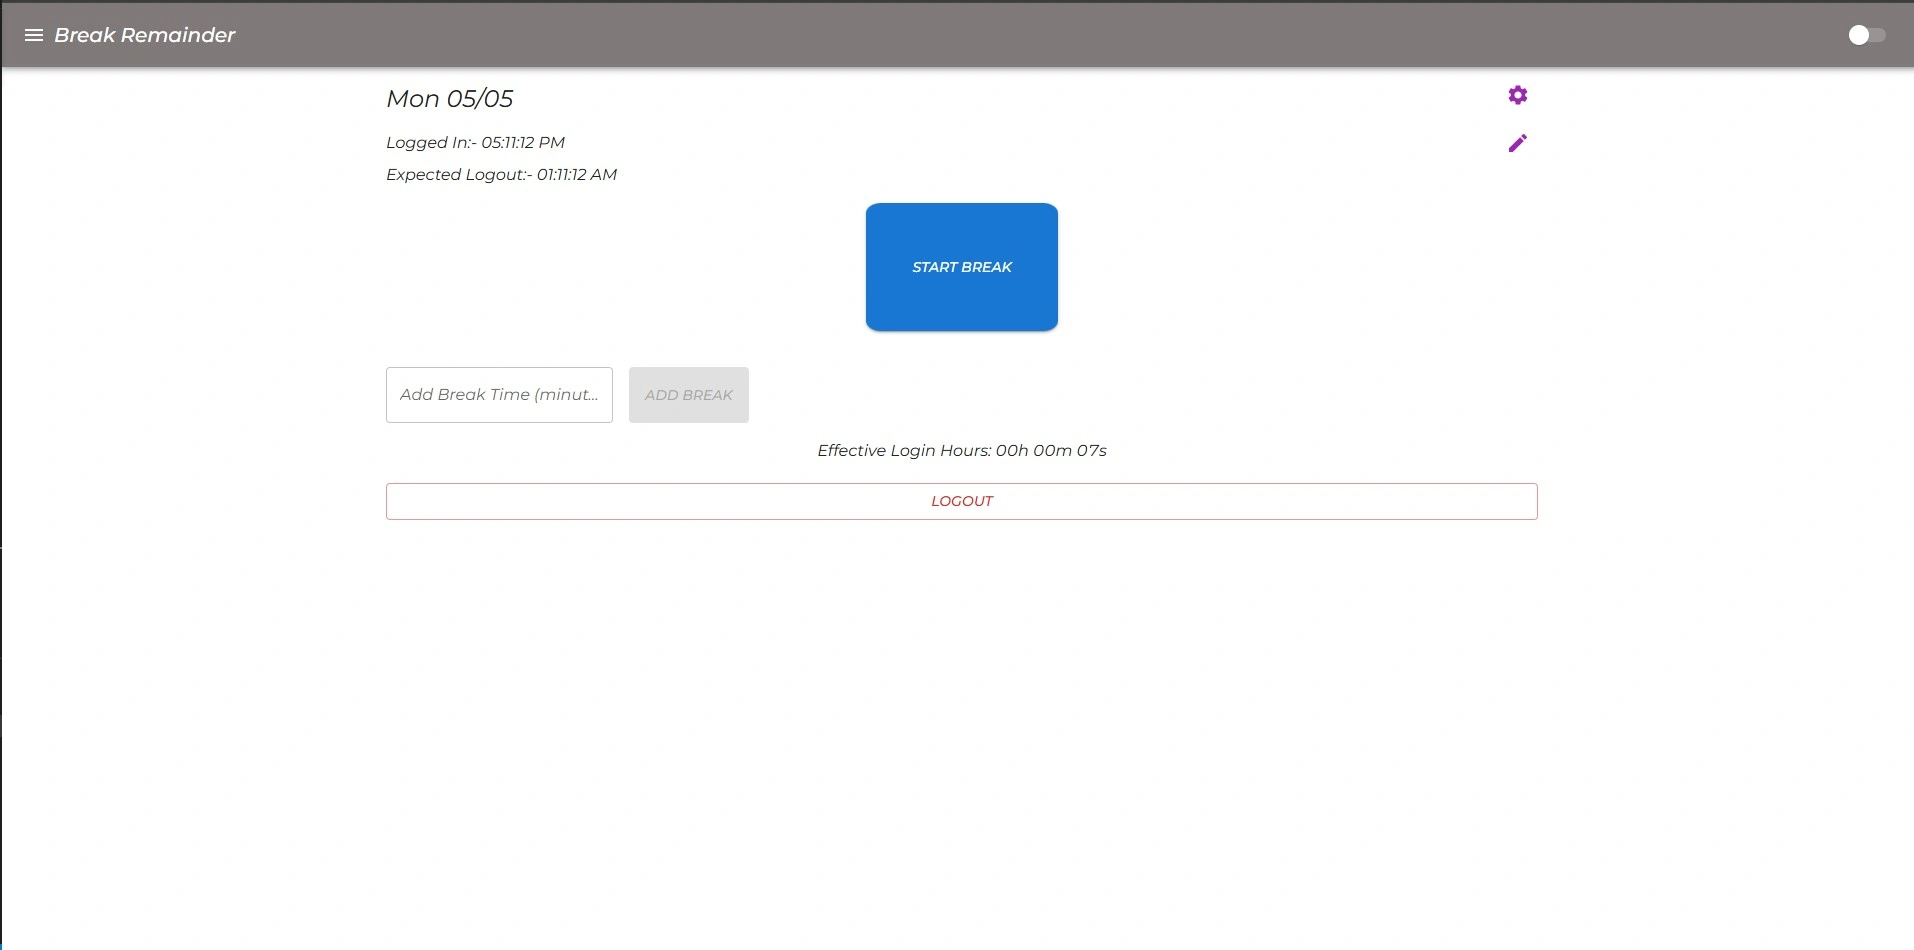 Break Remainder
Mon 05/05
Logged In:- 05:11:12 PM
Expected Logout:- 01:11:12 AM
START BREAK
Add Break Time (minut...
ADD BREAK
Effective Login Hours: 00h 00m 07s
LOGOUT